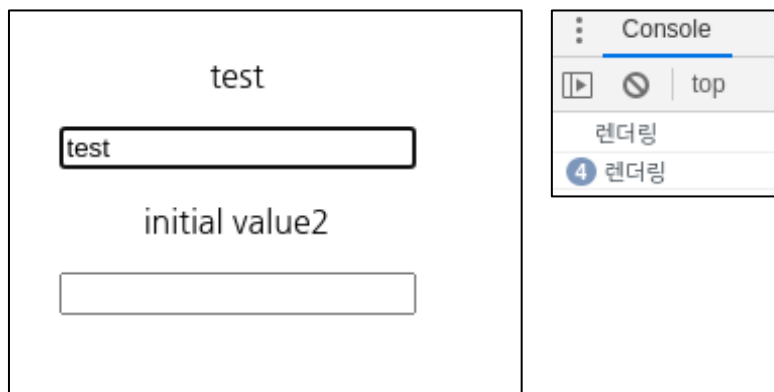 test
test
initial value2
Console
top
렌더링
4 렌더링